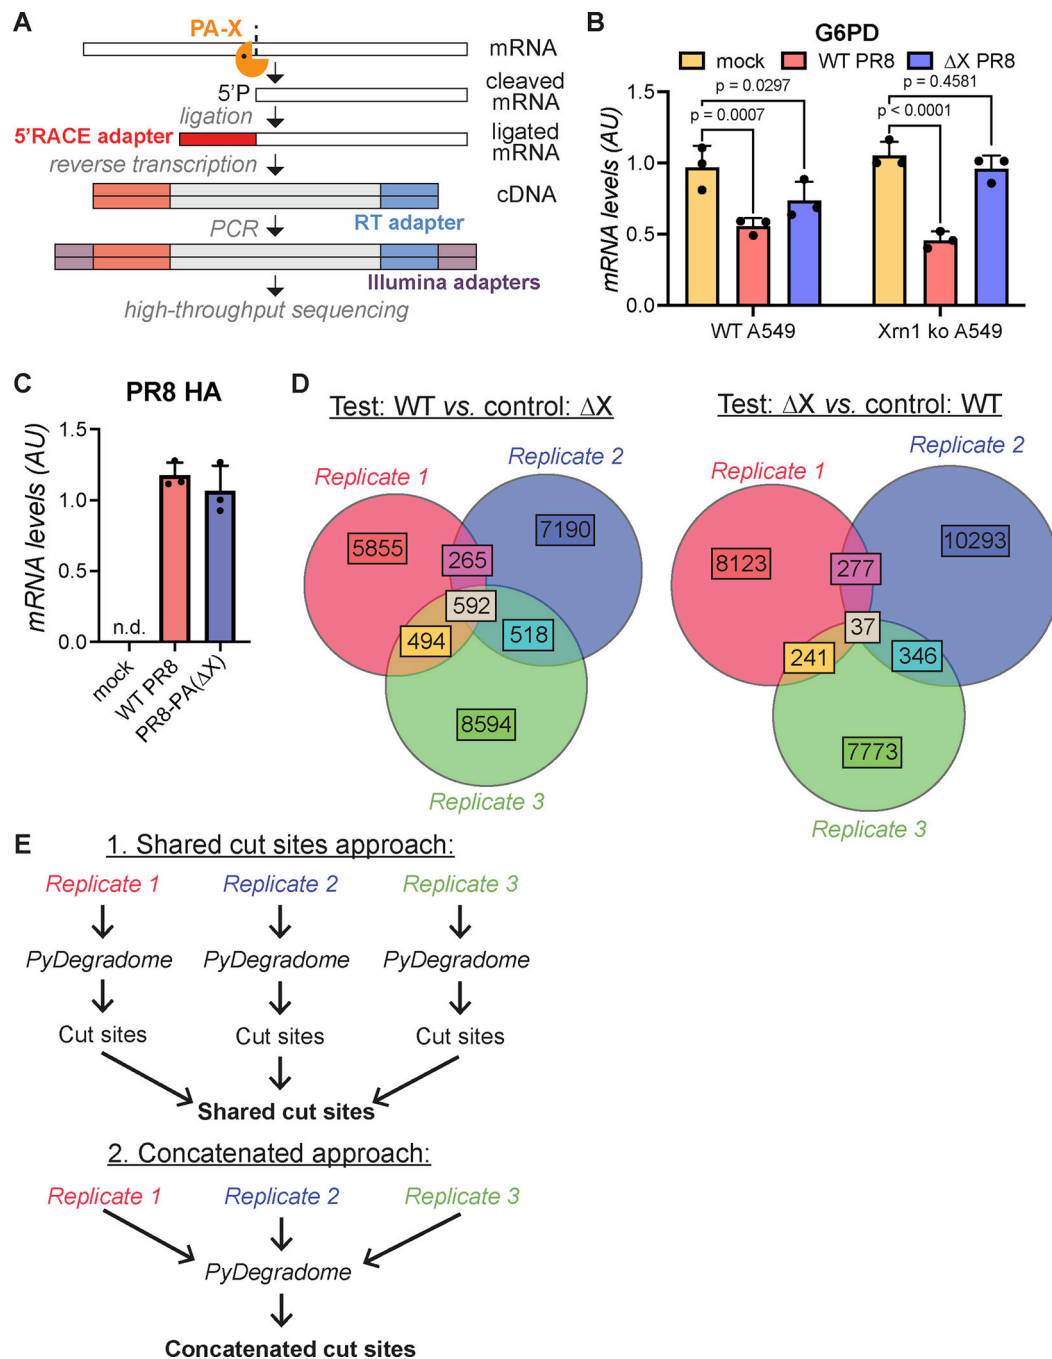 A
PA-X
mRNA
5'P
cleaved
mRNA
ligation
5'RACE adapter
ligated
mRNA
reverse transcription
cDNA
RT adapter
PCR
Illumina adapters
high-throughput sequencing
B
G6PD
mock WT PR8 ΔX PR8
p = 0.0297
p = 0.0007
p = 0.4581
p < 0.0001
mRNA levels (AU)
1.5
1.0
0.5
0.0
WT A549 Xrn1 ko A549
C
PR8 HA
mRNA levels (AU)
1.5
1.0
0.5
0.0
n.d.
mock
WT PR8
PR8-PA(ΔX)
D
Test: WT vs. control: ΔX
Replicate 1
Replicate 2
5855
7190
265
592
494
518
8594
Replicate 3
Test: ΔX vs. control: WT
Replicate 1
Replicate 2
8123
10293
277
37
241
346
7773
Replicate 3
E
1. Shared cut sites approach:
Replicate 1 Replicate 2 Replicate 3
PyDegradome PyDegradome PyDegradome
Cut sites Cut sites Cut sites
Shared cut sites
2. Concatenated approach:
Replicate 1 Replicate 2 Replicate 3
PyDegradome
Concatenated cut sites